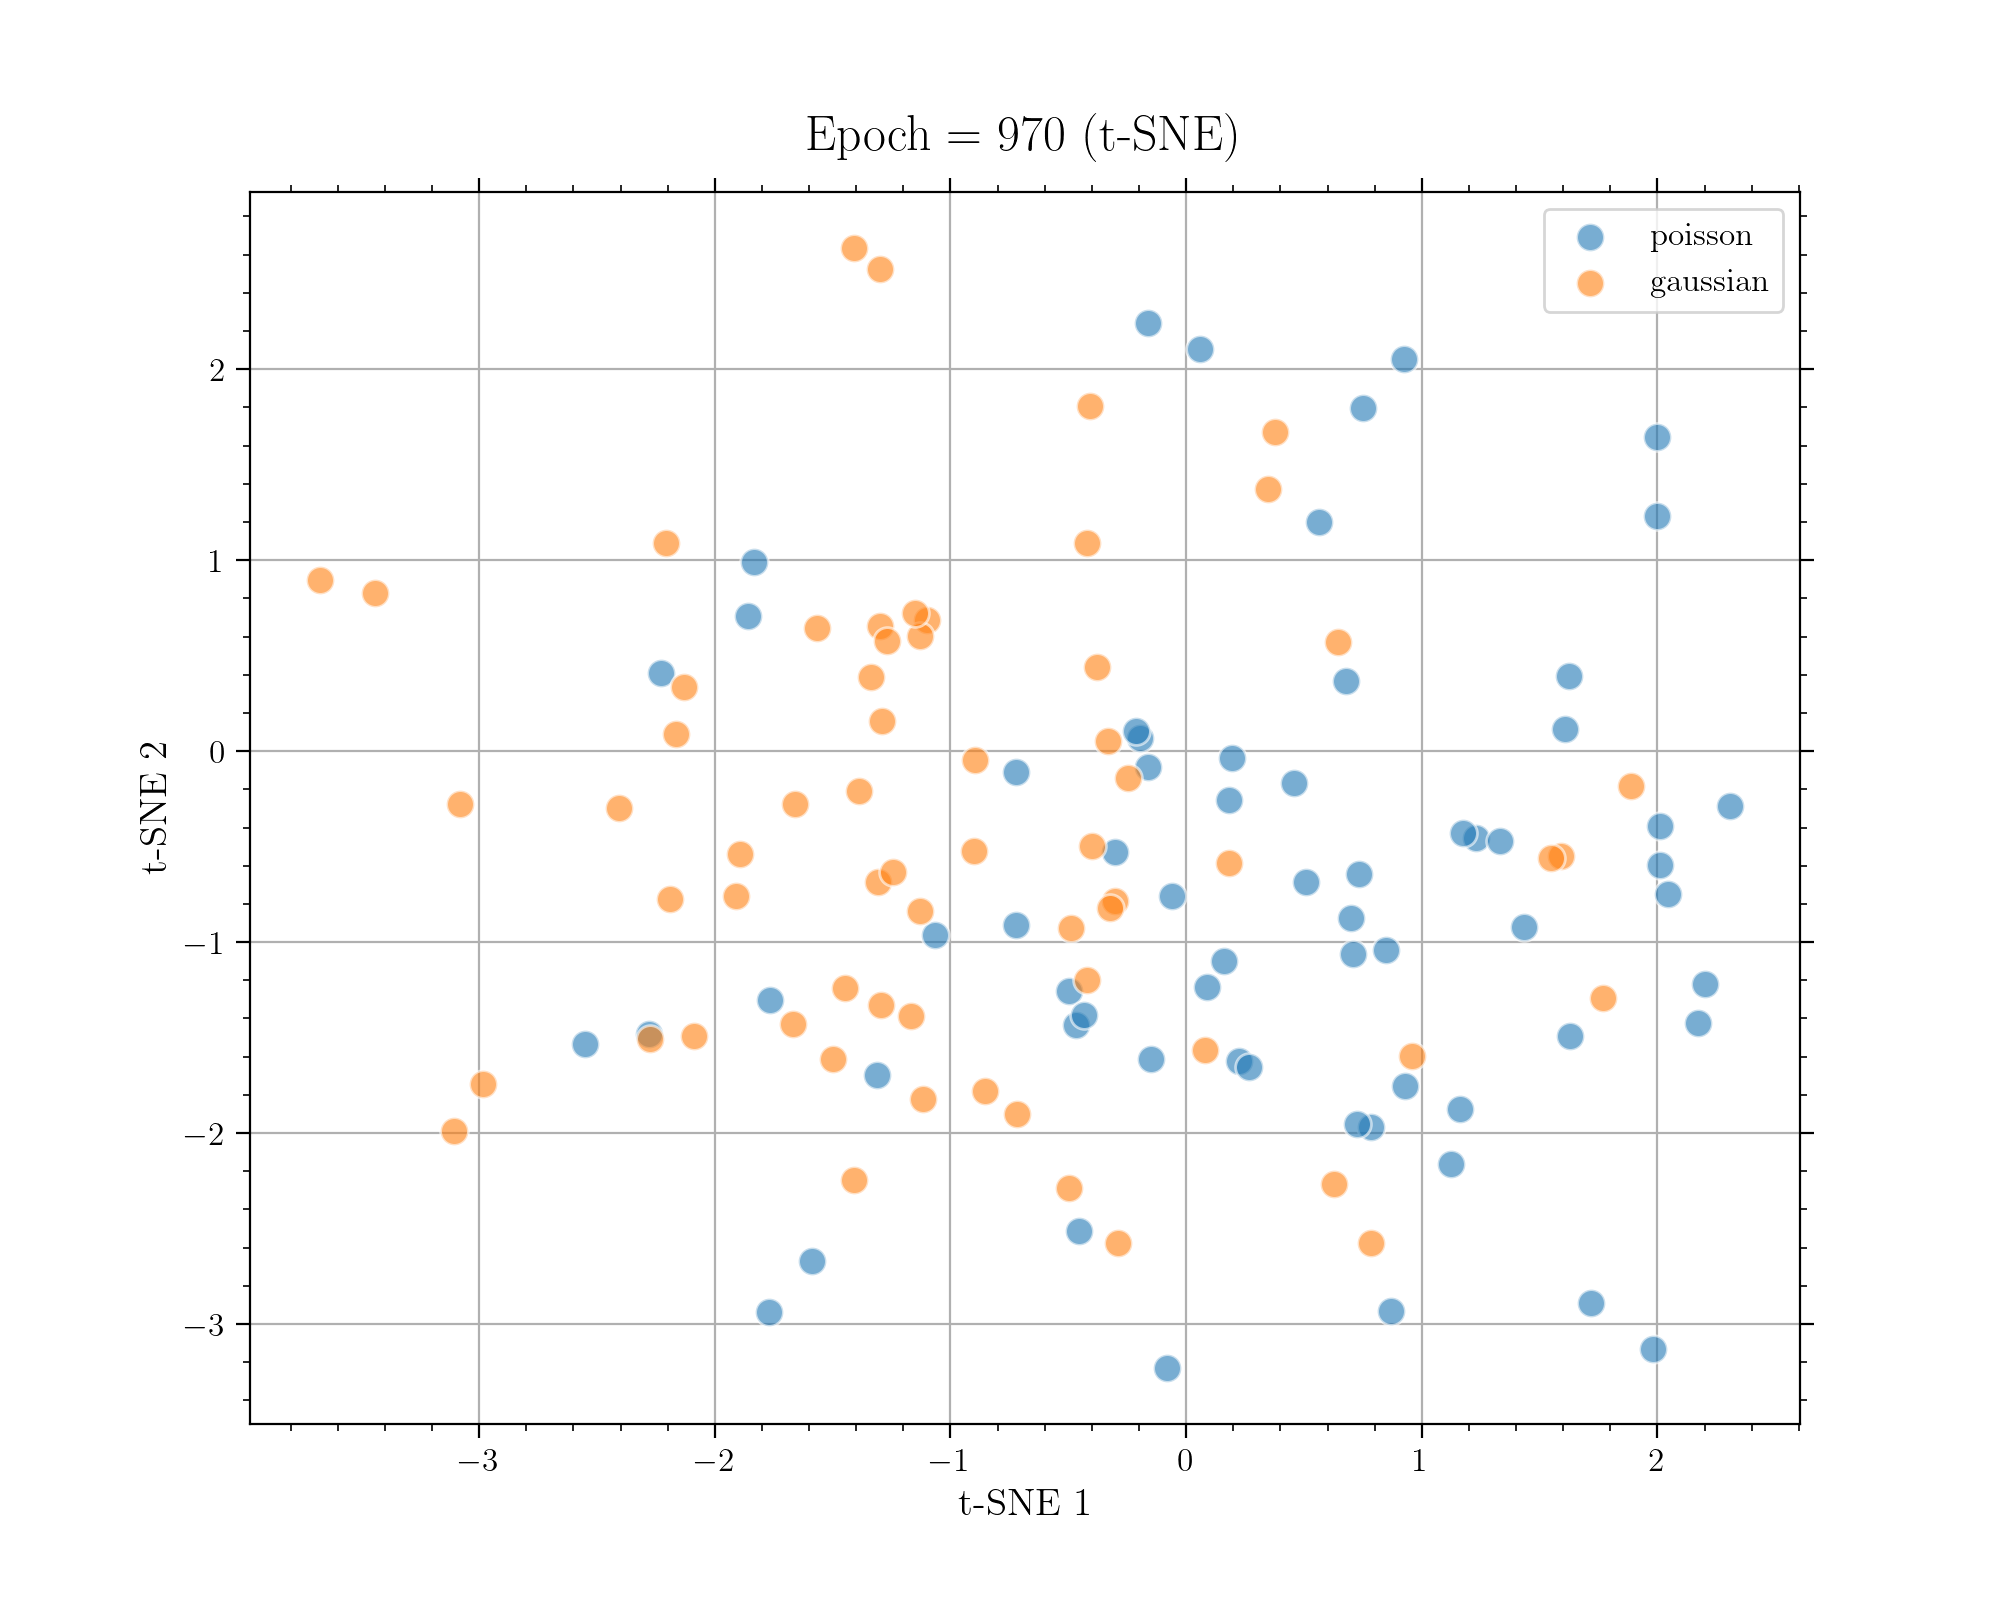 Epoch = 970 (t-SNE)
poisson
gaussian
2
1
0
−1
−2
−3
t-SNE 2
−3 −2 −1 0 1 2
t-SNE 1